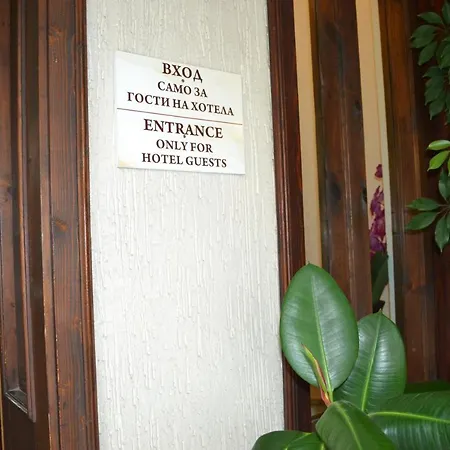 ВХОД
САМО ЗА
ГОСТИ НА ХОТЕЛА
ENTRANCE
ONLY FOR
HOTEL GUESTS